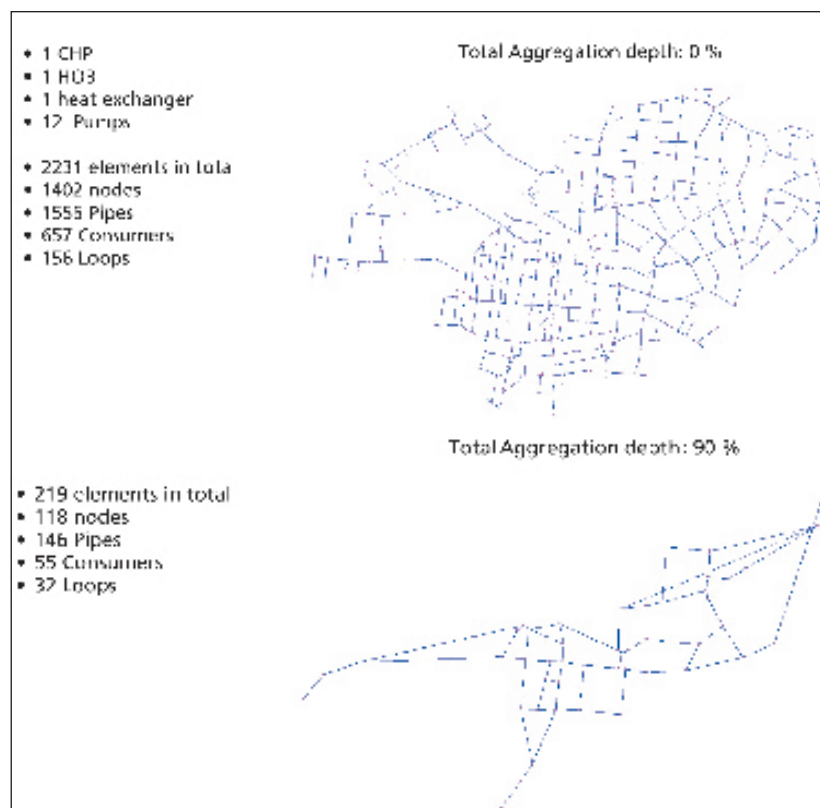 • 1 CHP
• 1 HOB
• 1 heat exchanger
• 12 Pumps
• 2231 elements in tota
• 1402 nodes
• 1555 Pipes
• 657 Consumers
• 156 Loops
Total Aggregation depth: 0 %
Total Aggregation depth: 90 %
• 219 elements in total
• 118 nodes
• 146 Pipes
• 55 Consumers
• 32 Loops